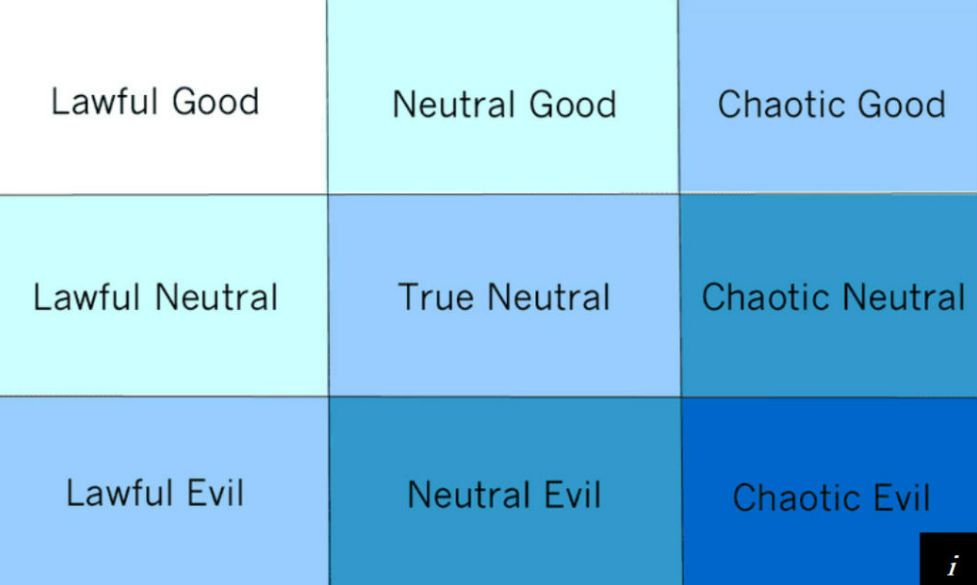 Lawful Good
Neutral Good
Chaotic Good
Lawful Neutral
True Neutral
Chaotic Neutral
Lawful Evil
Neutral Evil
Chaotic Evil
i